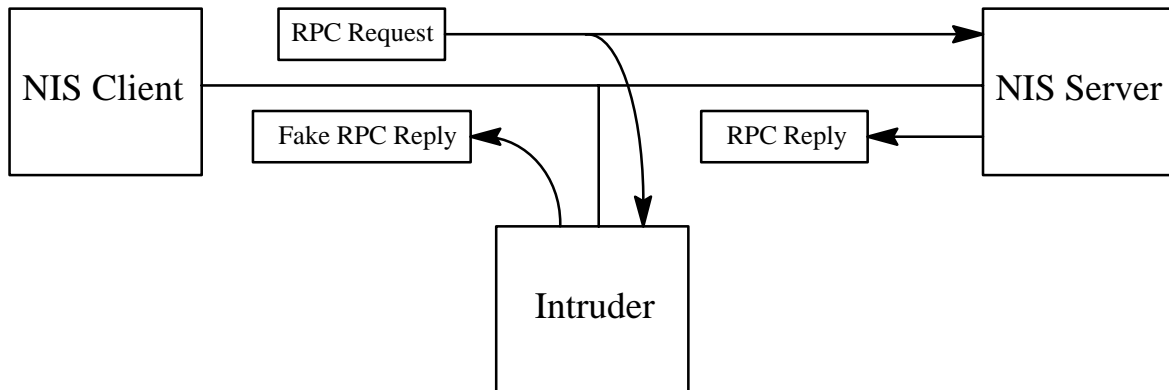 RPC Request
NIS Client
NIS Server
Fake RPC Reply
RPC Reply
Intruder